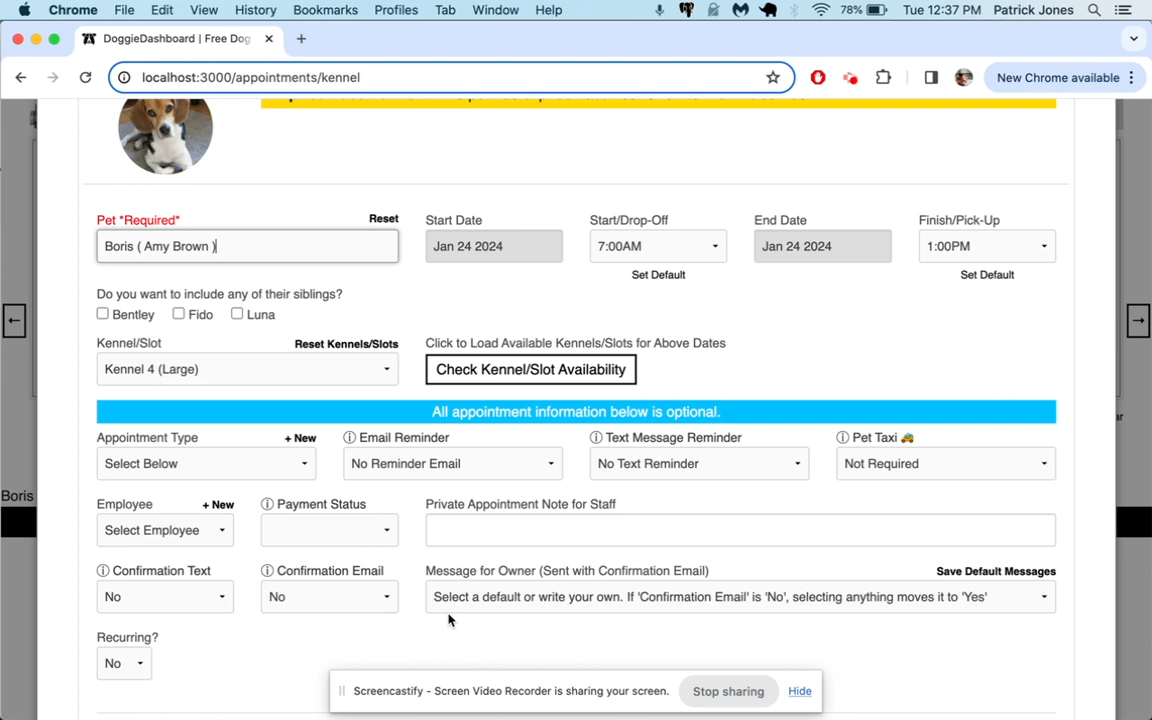 Chrome File Edit View History Bookmarks Profiles Tab Window Help 78% Tue 12:37 PM Patrick Jones
DoggieDashboard | Free Dog
localhost:3000/appointments/kennel New Chrome available
Pet *Required* Reset Start Date Start/Drop-Off End Date Finish/Pick-Up
Boris ( Amy Brown ) Jan 24 2024 7:00AM Jan 24 2024 1:00PM
Set Default Set Default
Do you want to include any of their siblings?
Bentley Fido Luna
Kennel/Slot Reset Kennels/Slots Click to Load Available Kennels/Slots for Above Dates
Kennel 4 (Large) Check Kennel/Slot Availability
All appointment information below is optional.
Appointment Type + New Email Reminder Text Message Reminder Pet Taxi
Select Below No Reminder Email No Text Reminder Not Required
Boris
Employee + New Payment Status Private Appointment Note for Staff
Select Employee
Confirmation Text Confirmation Email Message for Owner (Sent with Confirmation Email) Save Default Messages
No No Select a default or write your own. If 'Confirmation Email' is 'No', selecting anything moves it to 'Yes'
Recurring?
No
Screencastify - Screen Video Recorder is sharing your screen. Stop sharing Hide